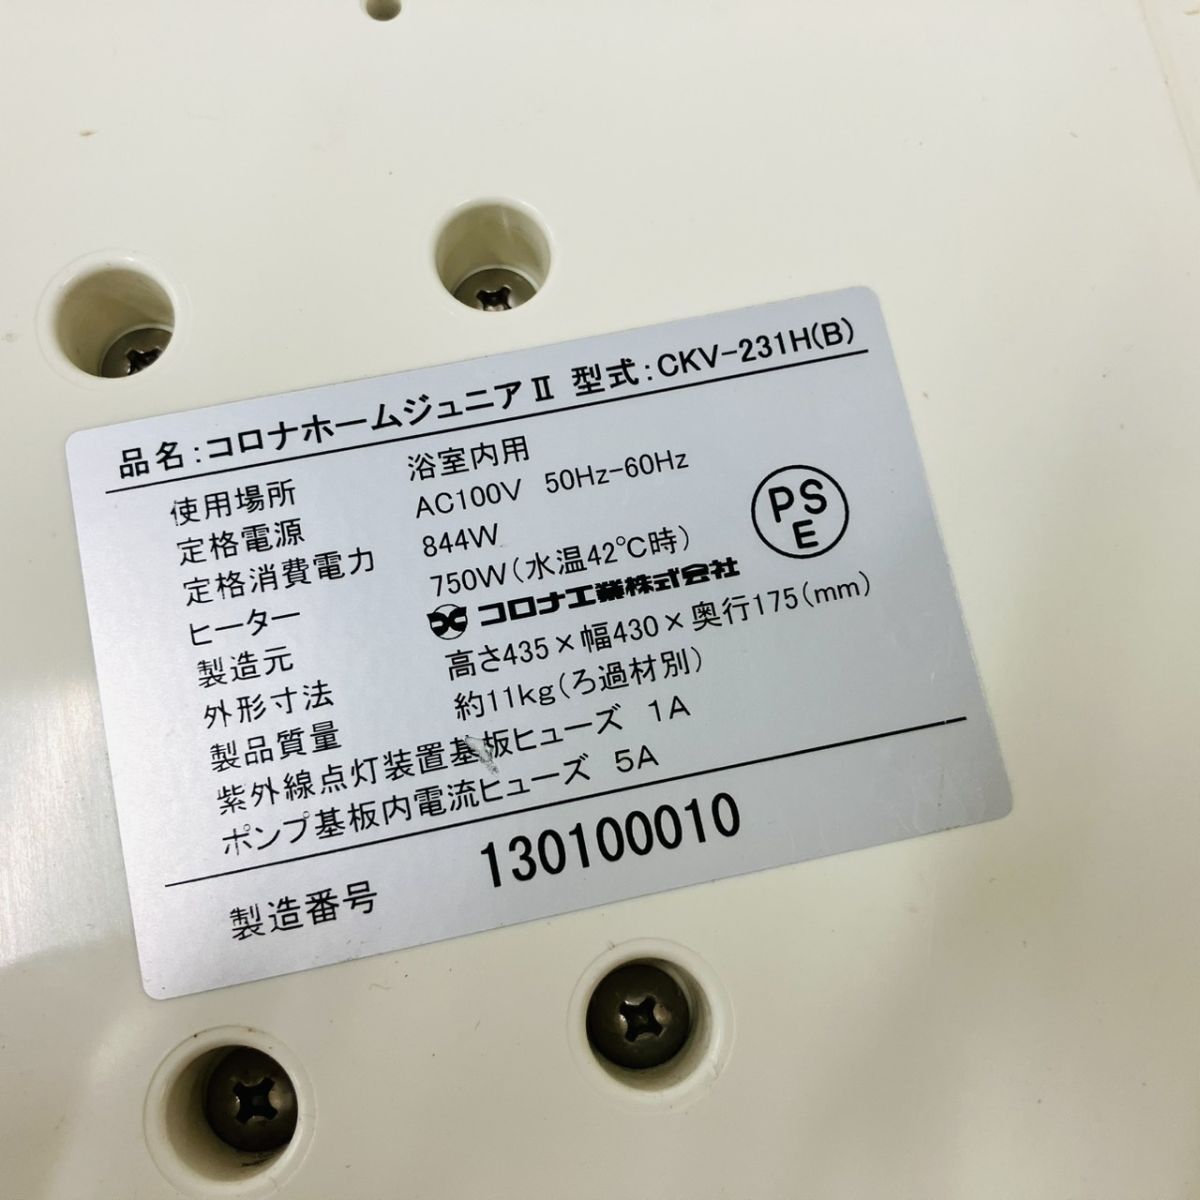 品名:コロナホームジュニアⅡ 型式:CKV-231H(B)
使用場所 浴室内用
定格電源 AC100V 50Hz-60Hz
定格消費電力 844W
ヒーター 750W(水温42℃時)
製造元 コロナ工業株式会社
外形寸法 高さ435×幅430×奥行175(mm)
製品質量 約11kg(ろ過材別)
紫外線点灯装置基板ヒューズ 1A
ポンプ基板内電流ヒューズ 5A
PS
E
製造番号 130100010